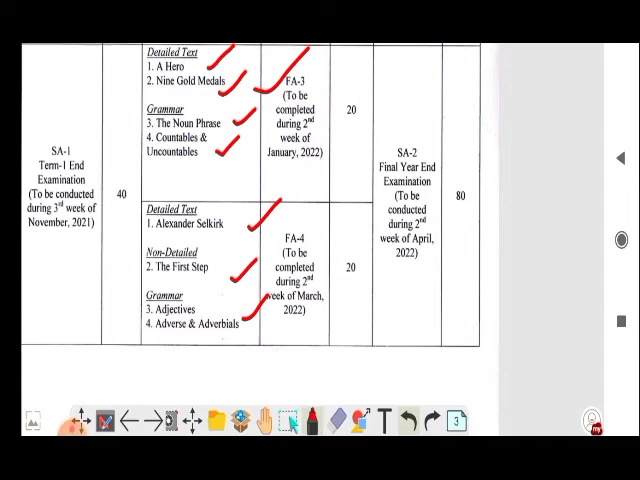 SA-1
Term-1 End
Examination
(To be conducted
during 3rd week of
November, 2021)
40
Detailed Text
1. A Hero
2. Nine Gold Medals
Grammar
3. The Noun Phrase
4. Countables &
Uncountables
FA-3
(To be
completed
during 2nd
week of
January, 2022)
20
Detailed Text
1. Alexander Selkirk
Non-Detailed
2. The First Step
Grammar
3. Adjectives
4. Adverse & Adverbials
FA-4
(To be
completed
during 2nd
week of March,
2022)
20
SA-2
Final Year End
Examination
(To be
conducted
during 2nd
week of April,
2022)
80
T
3